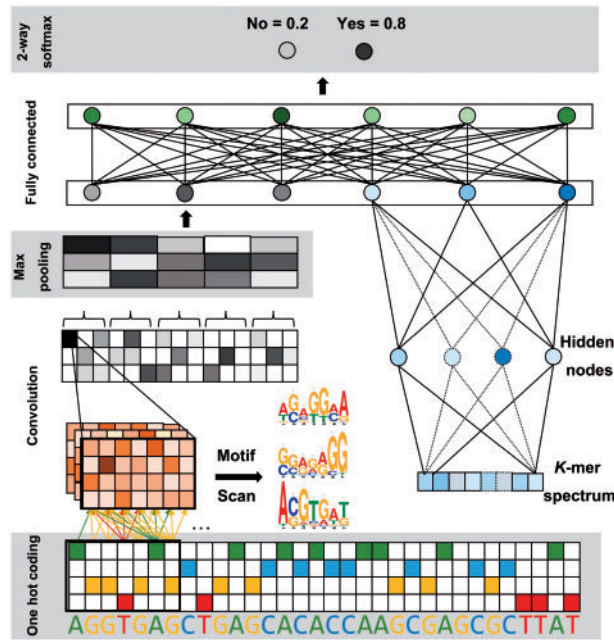 No = 0.2 Yes = 0.8
2-way
softmax
Fully connected
Max
pooling
Convolution
Hidden
nodes
Motif
Scan
K-mer
spectrum
ACGTGAT
...
One hot coding
AGGTGAGCTGAGCACACCAAGCGAGCGCTTAT